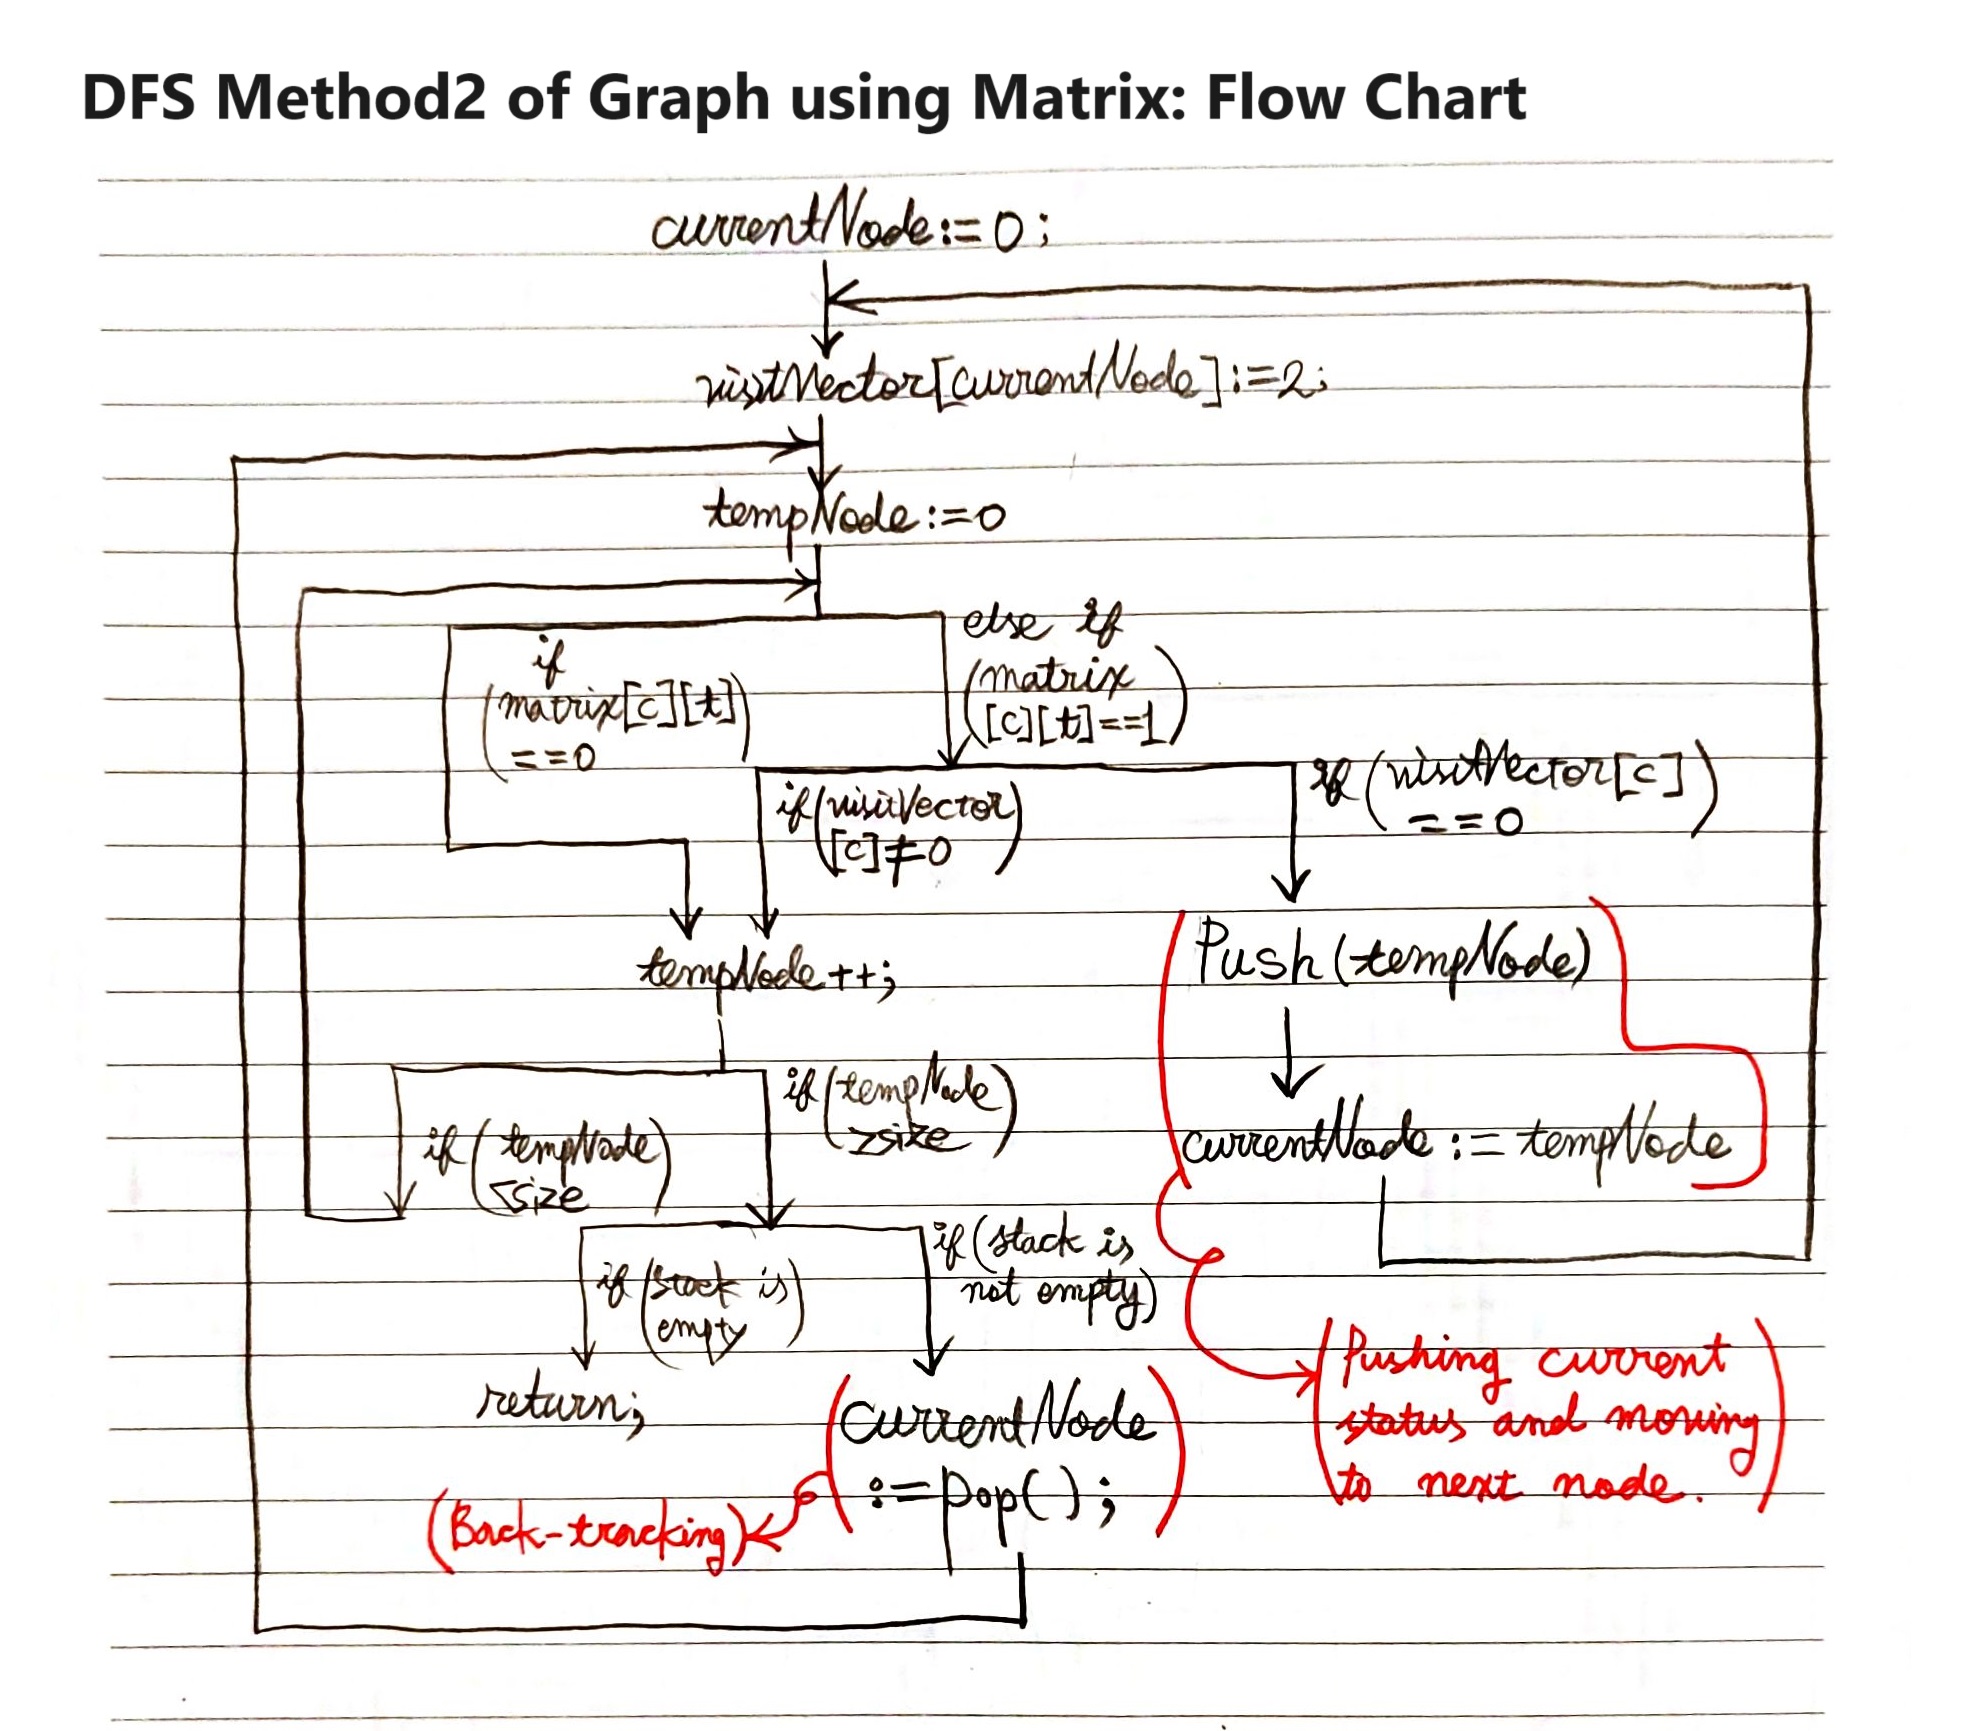 DFS Method2 of Graph using Matrix: Flow Chart
currentNode:=0;
visitVector[currentNode]:=2;
tempNode:=0
if
(matrix[c][t])
==0
else if
(matrix
[c][t]==1)
if(visitVector
[c]≠0)
if(visitVector[c])
==0
tempNode++;
Push(tempNode)
if(tempNode)
<size
if(tempNode)
>size
currentNode:=tempNode
if(stack is
empty)
if(stack is
not empty)
return;
(currentNode
:=pop();)
(Back-tracking)
(Pushing current
status and moving
to next node.)